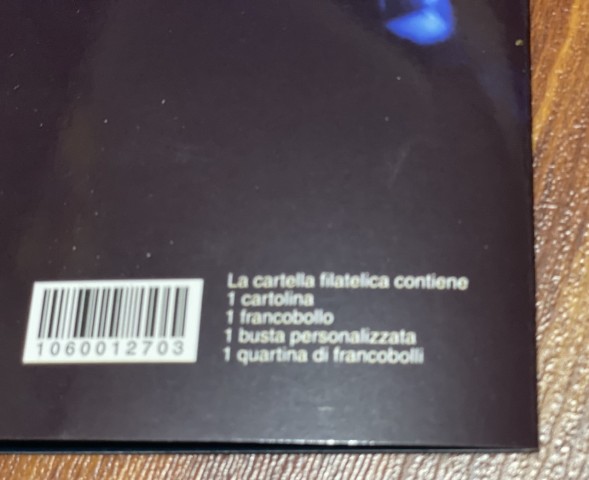 La cartella filatelica contiene
1 cartolina
1 francobollo
1 busta personalizzata
1 quartina di francobolli
1060012703